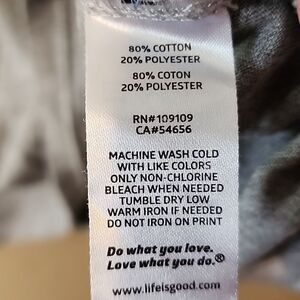 80% COTTON
20% POLYESTER
80% COTON
20% POLYESTER
RN#109109
CA#54656
MACHINE WASH COLD
WITH LIKE COLORS
ONLY NON-CHLORINE
BLEACH WHEN NEEDED
TUMBLE DRY LOW
WARM IRON IF NEEDED
DO NOT IRON ON PRINT
Do what you love.
Love what you do.®
www.lifeisgood.com